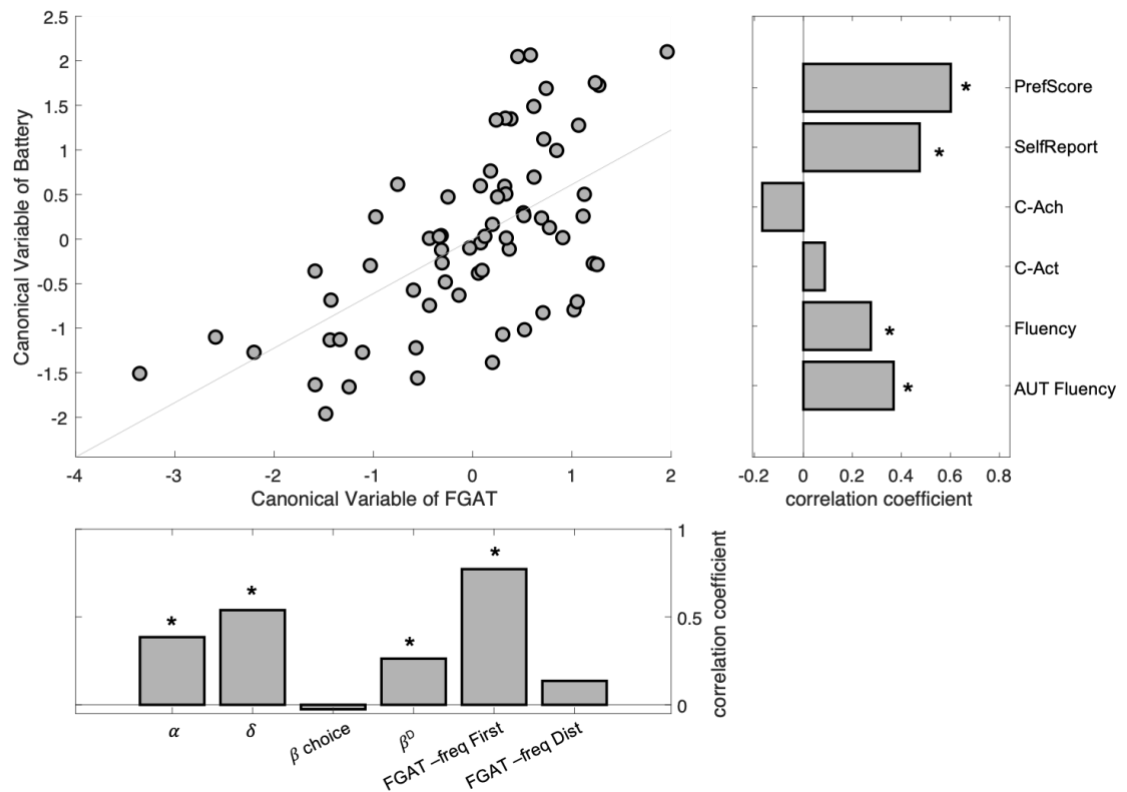 2.5
2
1.5
1
0.5
0
-0.5
-1
-1.5
-2
Canonical Variable of Battery
-4 -3 -2 -1 0 1 2
Canonical Variable of FGAT
* PrefScore
* SelfReport
C-Ach
C-Act
* Fluency
* AUT Fluency
-0.2 0 0.2 0.4 0.6 0.8
correlation coefficient
* * * *
1
0.5
0
correlation coefficient
α δ β choice βᴰ FGAT –freq First FGAT –freq Dist